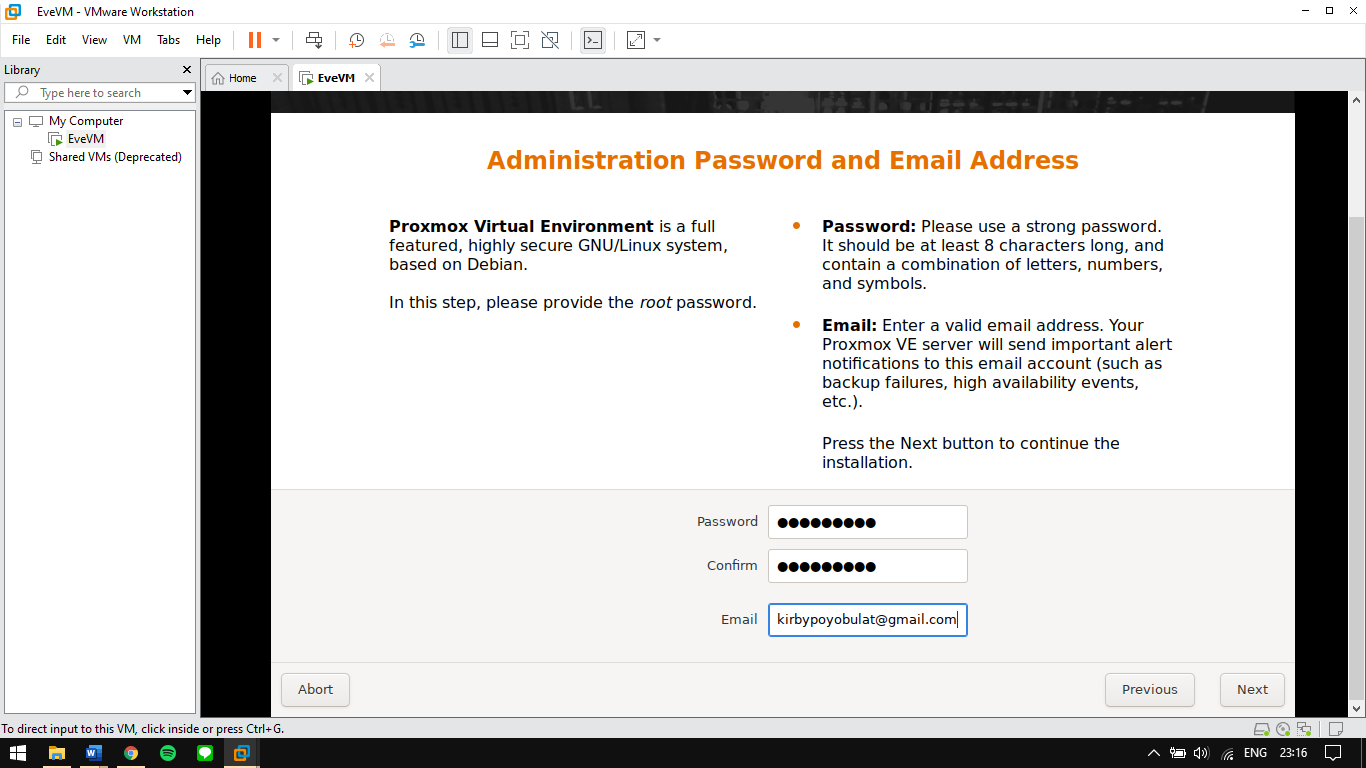 EveVM - VMware Workstation
File Edit View VM Tabs Help
Library
Type here to search
My Computer
EveVM
Shared VMs (Deprecated)
Home
EveVM
Administration Password and Email Address
Proxmox Virtual Environment is a full
featured, highly secure GNU/Linux system,
based on Debian.
In this step, please provide the root password.
Password: Please use a strong password.
It should be at least 8 characters long, and
contain a combination of letters, numbers,
and symbols.
Email: Enter a valid email address. Your
Proxmox VE server will send important alert
notifications to this email account (such as
backup failures, high availability events,
etc.).
Press the Next button to continue the
installation.
Password ●●●●●●●●●
Confirm ●●●●●●●●●
Email kirbypoyobulat@gmail.com
Abort Previous Next
To direct input to this VM, click inside or press Ctrl+G.
ENG 23:16